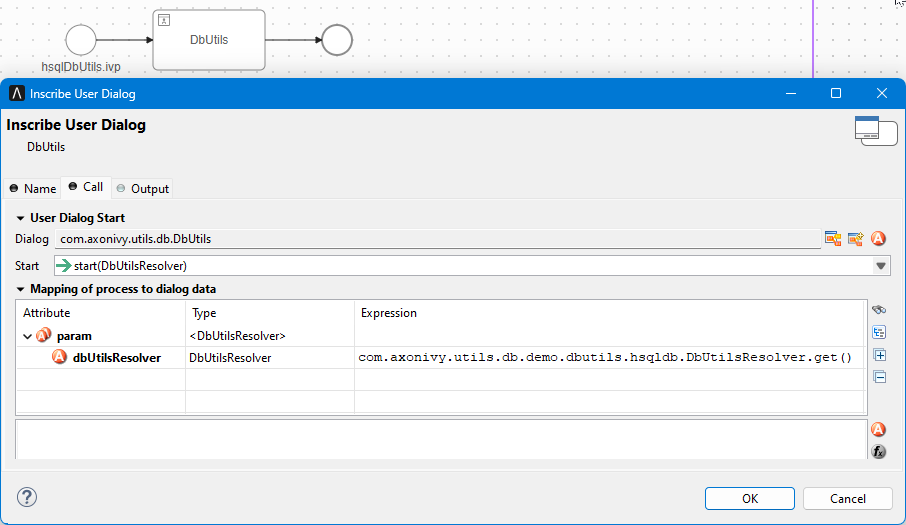 DbUtils
hsqlDbUtils.ivp
Inscribe User Dialog
Inscribe User Dialog
DbUtils
Name Call Output
User Dialog Start
Dialog com.axonivy.utils.db.DbUtils
Start start(DbUtilsResolver)
Mapping of process to dialog data
Attribute Type Expression
param <DbUtilsResolver>
dbUtilsResolver DbUtilsResolver com.axonivy.utils.db.demo.dbutils.hsqldb.DbUtilsResolver.get()
OK Cancel